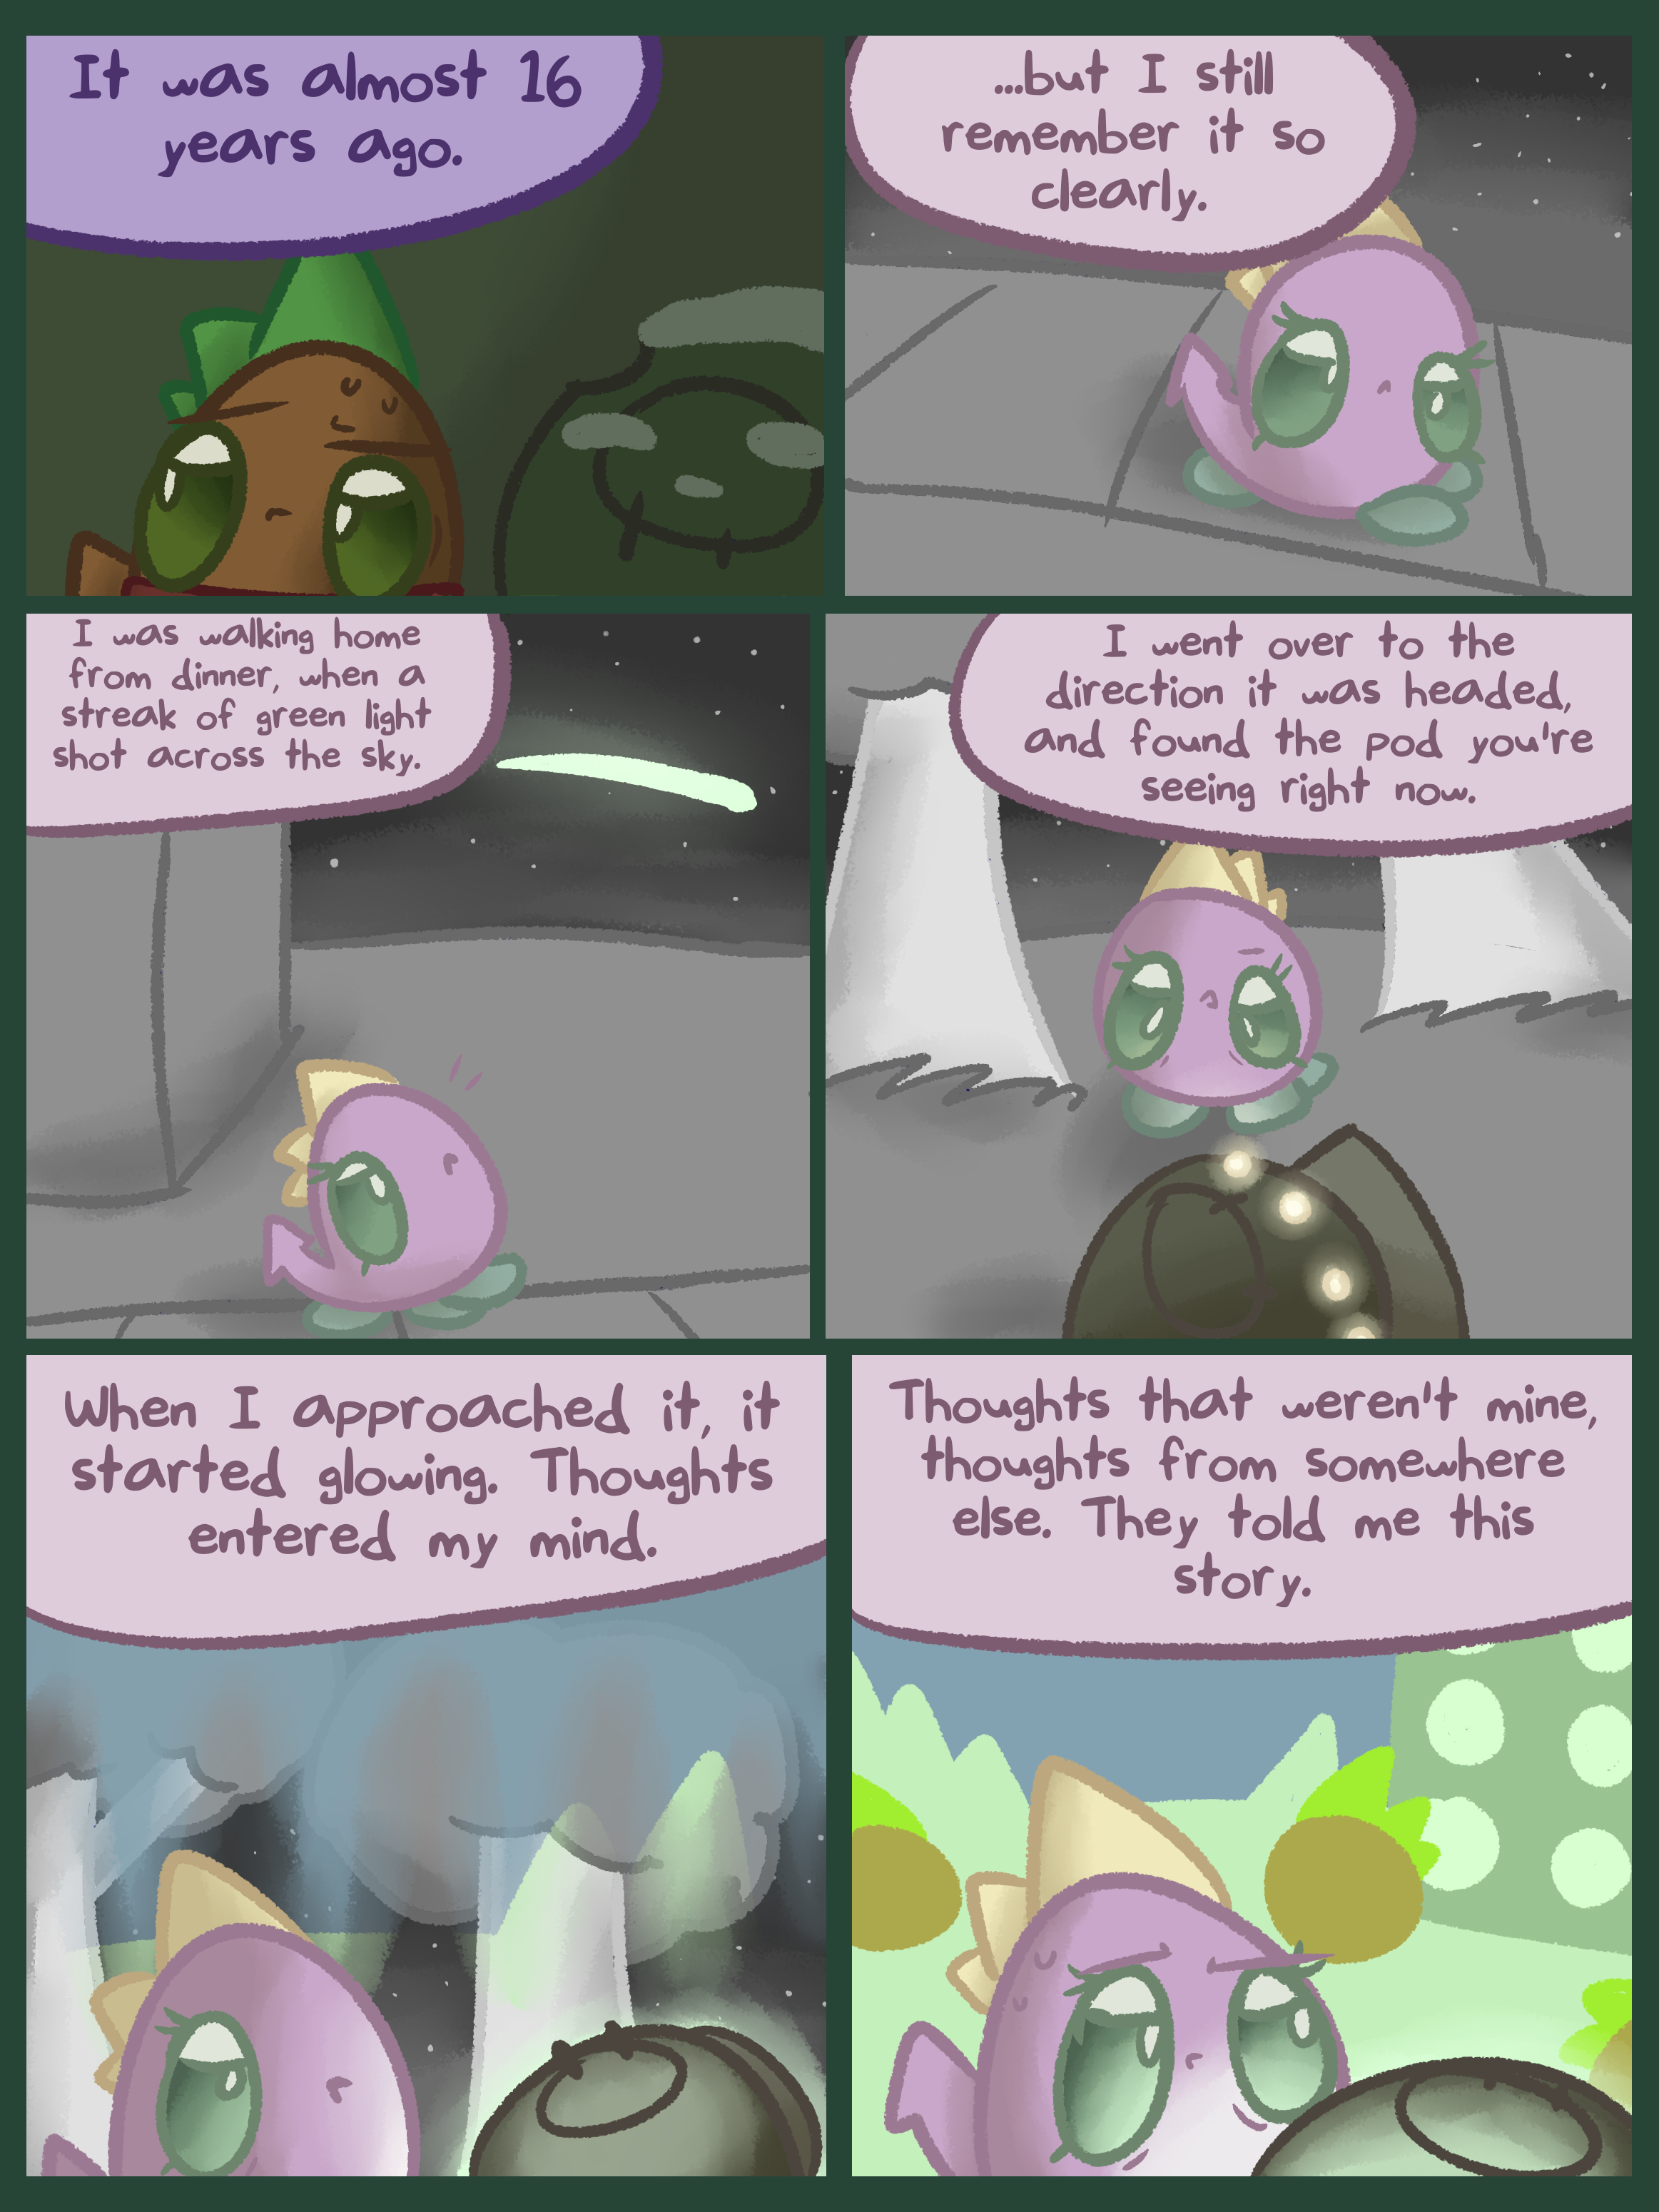 It was almost 16
years ago.
...but I still
remember it so
clearly.
I was walking home
from dinner, when a
streak of green light
shot across the sky.
I went over to the
direction it was headed,
and found the pod you're
seeing right now.
When I approached it, it
started glowing. Thoughts
entered my mind.
Thoughts that weren't mine,
thoughts from somewhere
else. They told me this
story.